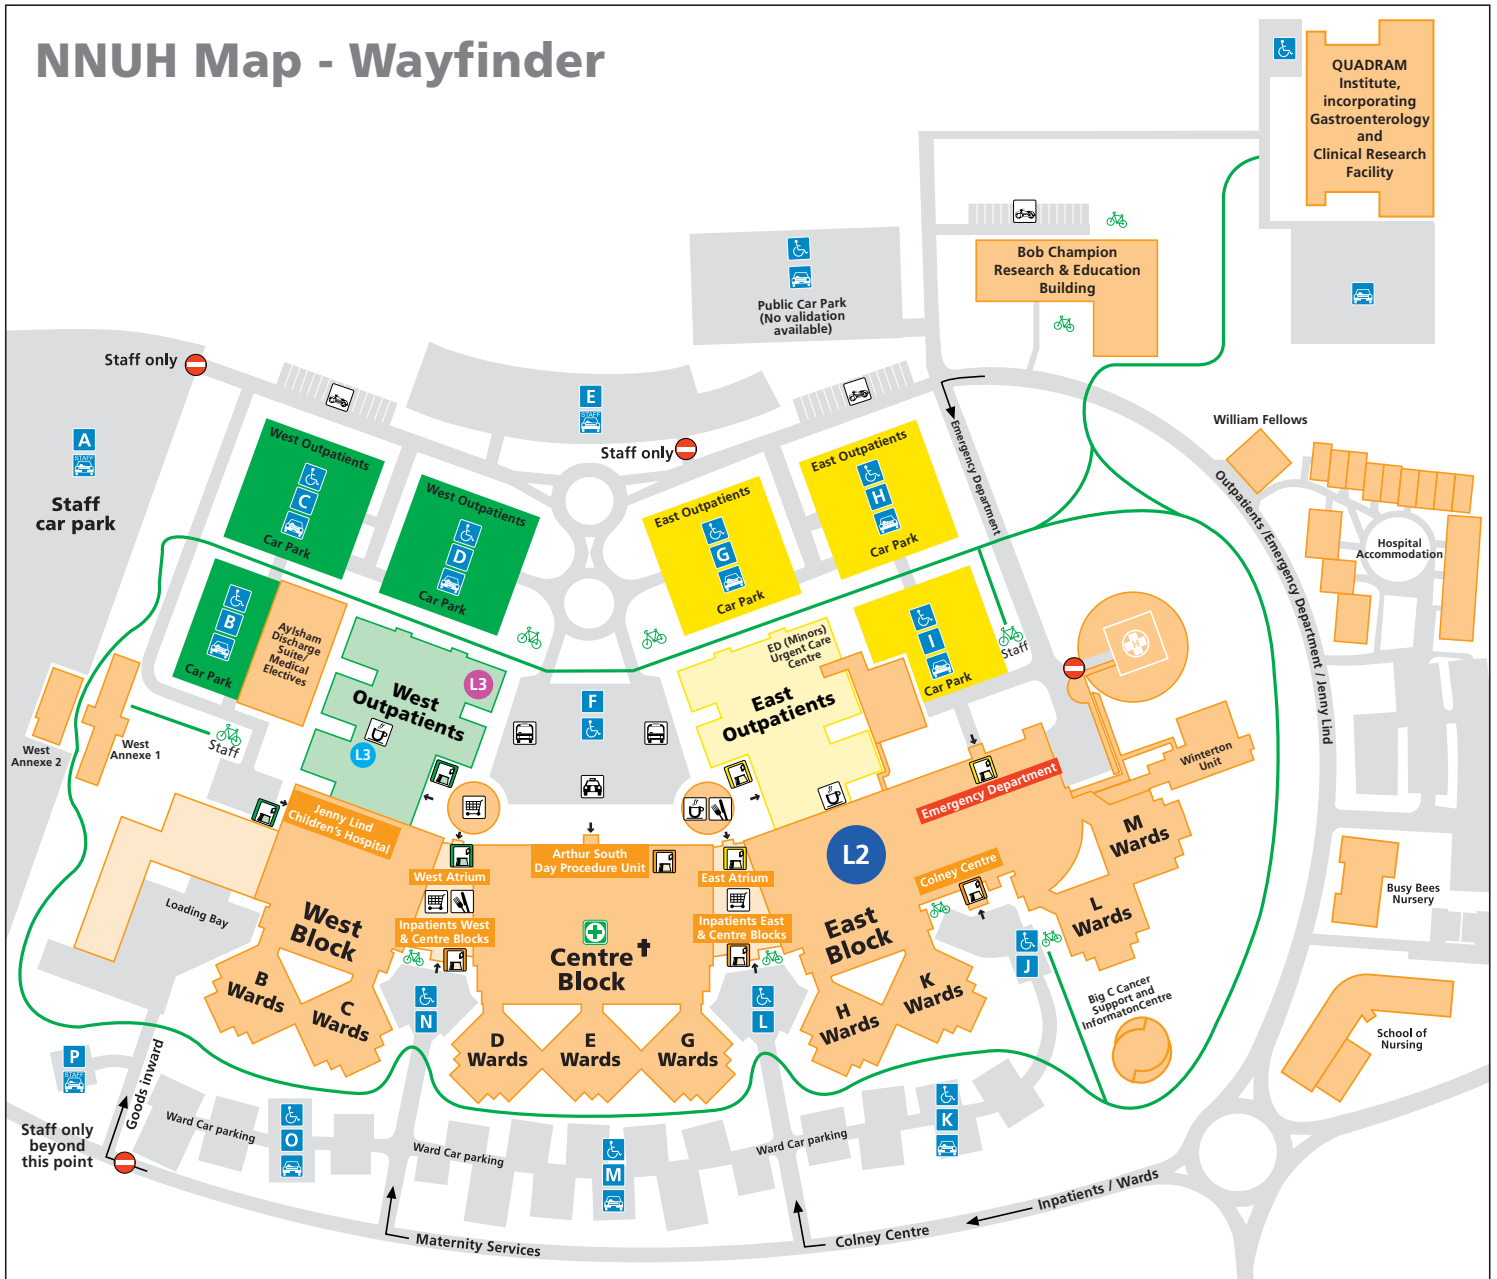 NNUH Map - Wayfinder
QUADRAM
Institute,
incorporating
Gastroenterology
and
Clinical Research
Facility
Bob Champion
Research & Education
Building
Public Car Park
(No validation
available)
Staff only
E
STAFF
Staff only
A
STAFF
Staff
car park
West Outpatients
C
Car Park
West Outpatients
D
Car Park
East Outpatients
G
Car Park
East Outpatients
H
Car Park
Emergency Department
William Fellows
Outpatients /Emergency Department / Jenny Lind
Hospital
Accommodation
B
Car Park
Aylsham
Discharge
Suite/
Medical
Electives
West
Outpatients
L3
L3
F
ED (Minors)
Urgent Care
Centre
East
Outpatients
I
Car Park
Staff
West
Annexe 2
West
Annexe 1
Staff
Winterton
Unit
Emergency Department
Jenny Lind
Children's Hospital
Arthur South
Day Procedure Unit
West Atrium
East Atrium
L2
Colney Centre
M
Wards
L
Wards
Busy Bees
Nursery
Loading Bay
West
Block
Inpatients West
& Centre Blocks
Centre
Block
Inpatients East
& Centre Blocks
East
Block
J
B
Wards
C
Wards
N
L
H
Wards
K
Wards
Big C Cancer
Support and
InformatonCentre
D
Wards
E
Wards
G
Wards
School of
Nursing
P
STAFF
Goods inward
Staff only
beyond
this point
Ward Car parking
O
Ward Car parking
M
Ward Car parking
K
Inpatients / Wards
Colney Centre
Maternity Services